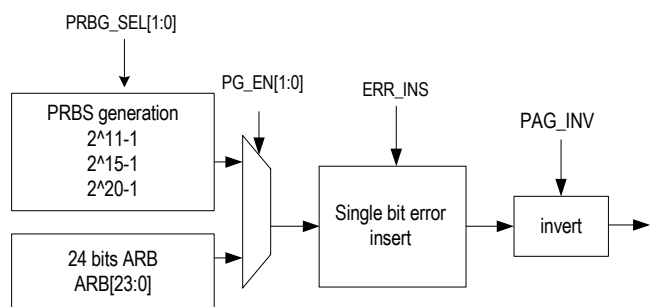 PRBG_SEL[1:0]
PG_EN[1:0]
ERR_INS
PAG_INV
PRBS generation
2^11-1
2^15-1
2^20-1
Single bit error
insert
invert
24 bits ARB
ARB[23:0]